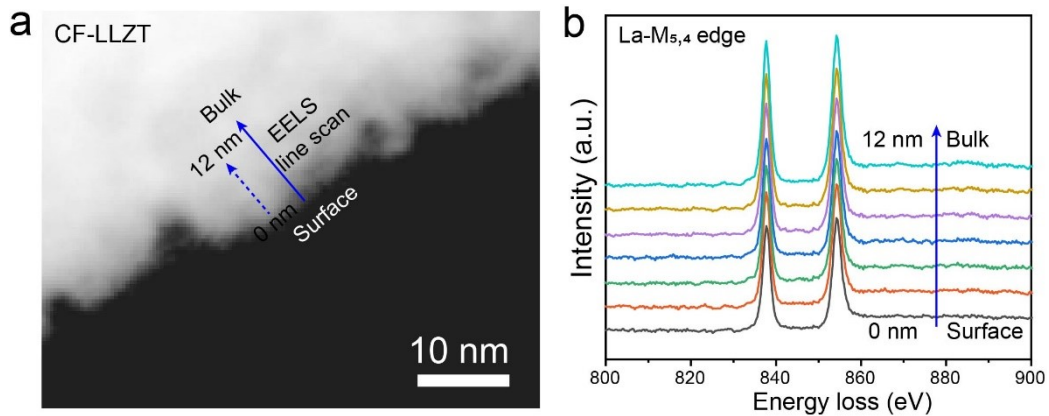 a
CF-LLZT
Bulk
12 nm
EELS
line scan
0 nm
Surface
10 nm
b
La-M₅,₄ edge
12 nm
Bulk
0 nm
Surface
Intensity (a.u.)
800 820 840 860 880 900
Energy loss (eV)